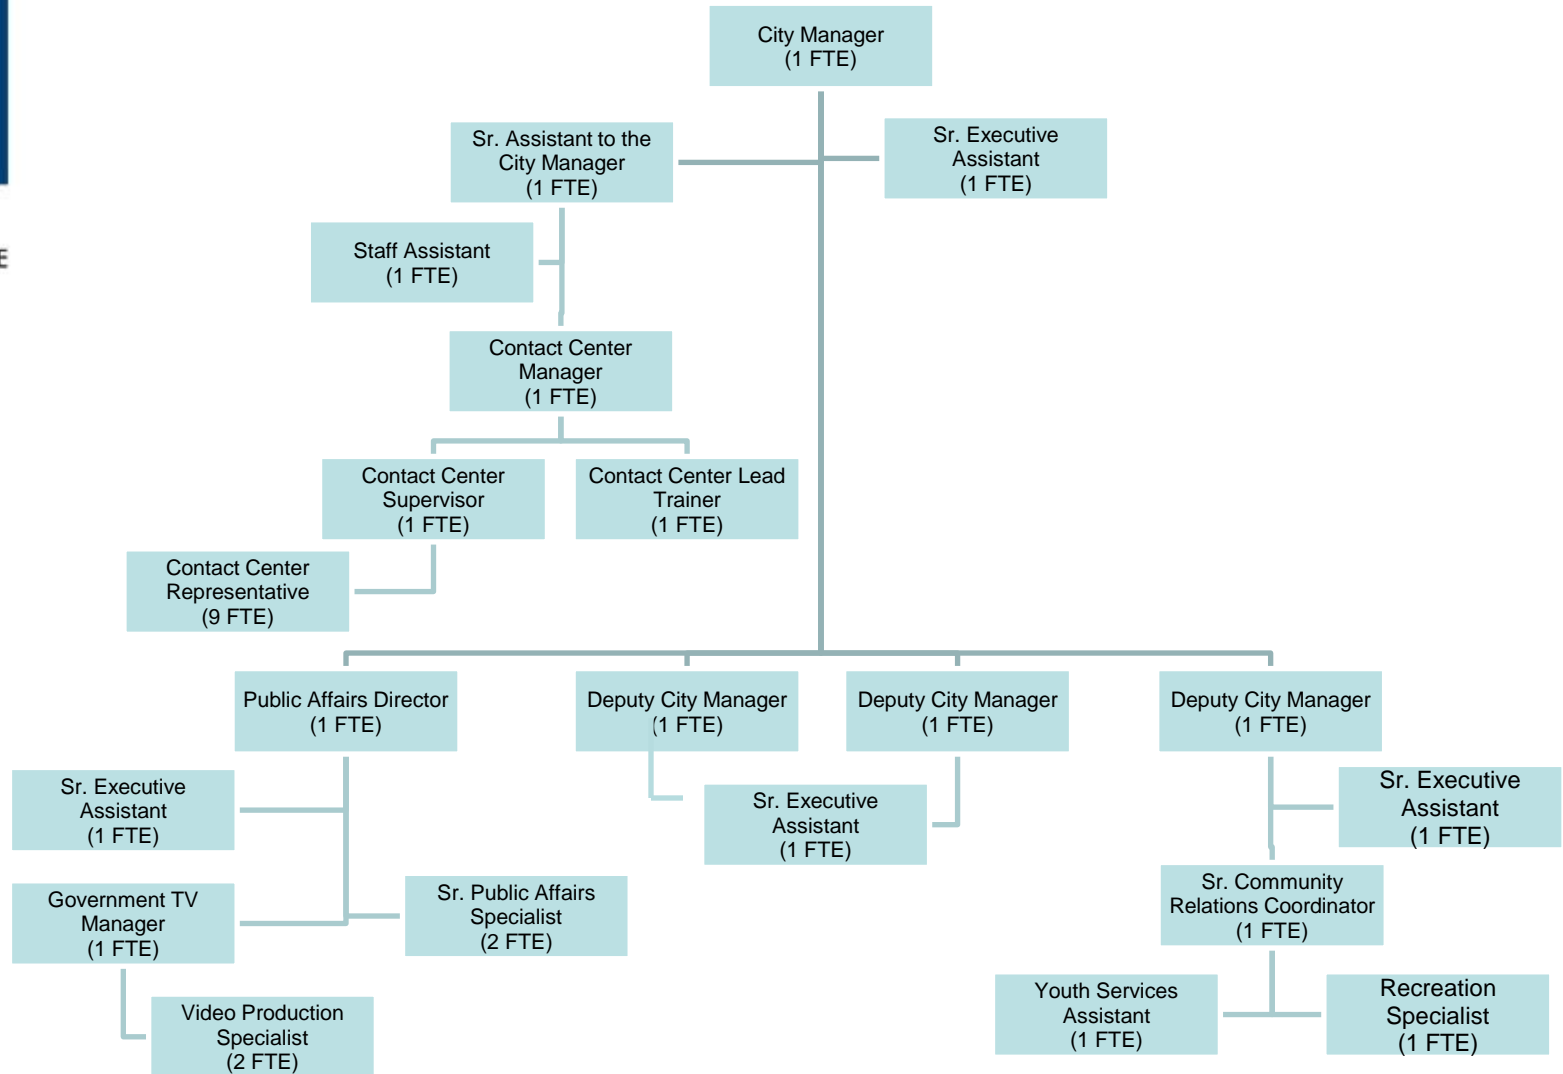 City Manager
(1 FTE)
Sr. Assistant to the
City Manager
(1 FTE)
Sr. Executive
Assistant
(1 FTE)
E
Staff Assistant
(1 FTE)
Contact Center
Manager
(1 FTE)
Contact Center
Supervisor
(1 FTE)
Contact Center Lead
Trainer
(1 FTE)
Contact Center
Representative
(9 FTE)
Public Affairs Director
(1 FTE)
Deputy City Manager
(1 FTE)
Deputy City Manager
(1 FTE)
Deputy City Manager
(1 FTE)
Sr. Executive
Assistant
(1 FTE)
Sr. Executive
Assistant
(1 FTE)
Sr. Executive
Assistant
(1 FTE)
Government TV
Manager
(1 FTE)
Sr. Public Affairs
Specialist
(2 FTE)
Sr. Community
Relations Coordinator
(1 FTE)
Video Production
Specialist
(2 FTE)
Youth Services
Assistant
(1 FTE)
Recreation
Specialist
(1 FTE)